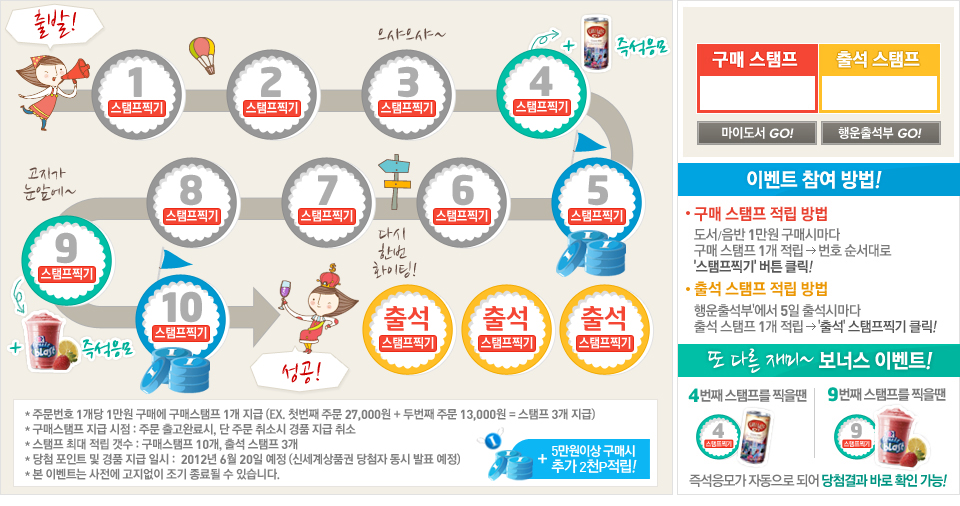 출발!
으샤으샤~
1
스탬프찍기
2
스탬프찍기
3
스탬프찍기
4
스탬프찍기
+ 즉석응모
고지가
눈앞에~
8
스탬프찍기
7
스탬프찍기
6
스탬프찍기
5
스탬프찍기
다시
한번
화이팅!
9
스탬프찍기
+ 즉석응모
10
스탬프찍기
성공!
출석
스탬프찍기
출석
스탬프찍기
출석
스탬프찍기
* 주문번호 1개당 1만원 구매에 구매스탬프 1개 지급 (EX. 첫번째 주문 27,000원 + 두번째 주문 13,000원 = 스탬프 3개 지급)
* 구매스탬프 지급 시점 : 주문 출고완료시, 단 주문 취소시 경품 지급 취소
* 스탬프 최대 적립 갯수 : 구매스탬프 10개, 출석 스탬프 3개
* 당첨 포인트 및 경품 지급 일시 : 2012년 6월 20일 예정 (신세계상품권 당첨자 동시 발표 예정)
* 본 이벤트는 사전에 고지없이 조기 종료될 수 있습니다.
+ 5만원이상 구매시
추가 2천P적립!
구매 스탬프
출석 스탬프
마이도서 GO!
행운출석부 GO!
이벤트 참여 방법!
• 구매 스탬프 적립 방법
도서/음반 1만원 구매시마다
구매 스탬프 1개 적립 → 번호 순서대로
'스탬프찍기' 버튼 클릭!
• 출석 스탬프 적립 방법
행운출석부'에서 5일 출석시마다
출석 스탬프 1개 적립 → '출석' 스탬프찍기 클릭!
또 다른 재미~ 보너스 이벤트!
4번째 스탬프를 찍을땐
9번째 스탬프를 찍을땐
4
스탬프찍기
9
스탬프찍기
즉석응모가 자동으로 되어 당첨결과 바로 확인 가능!